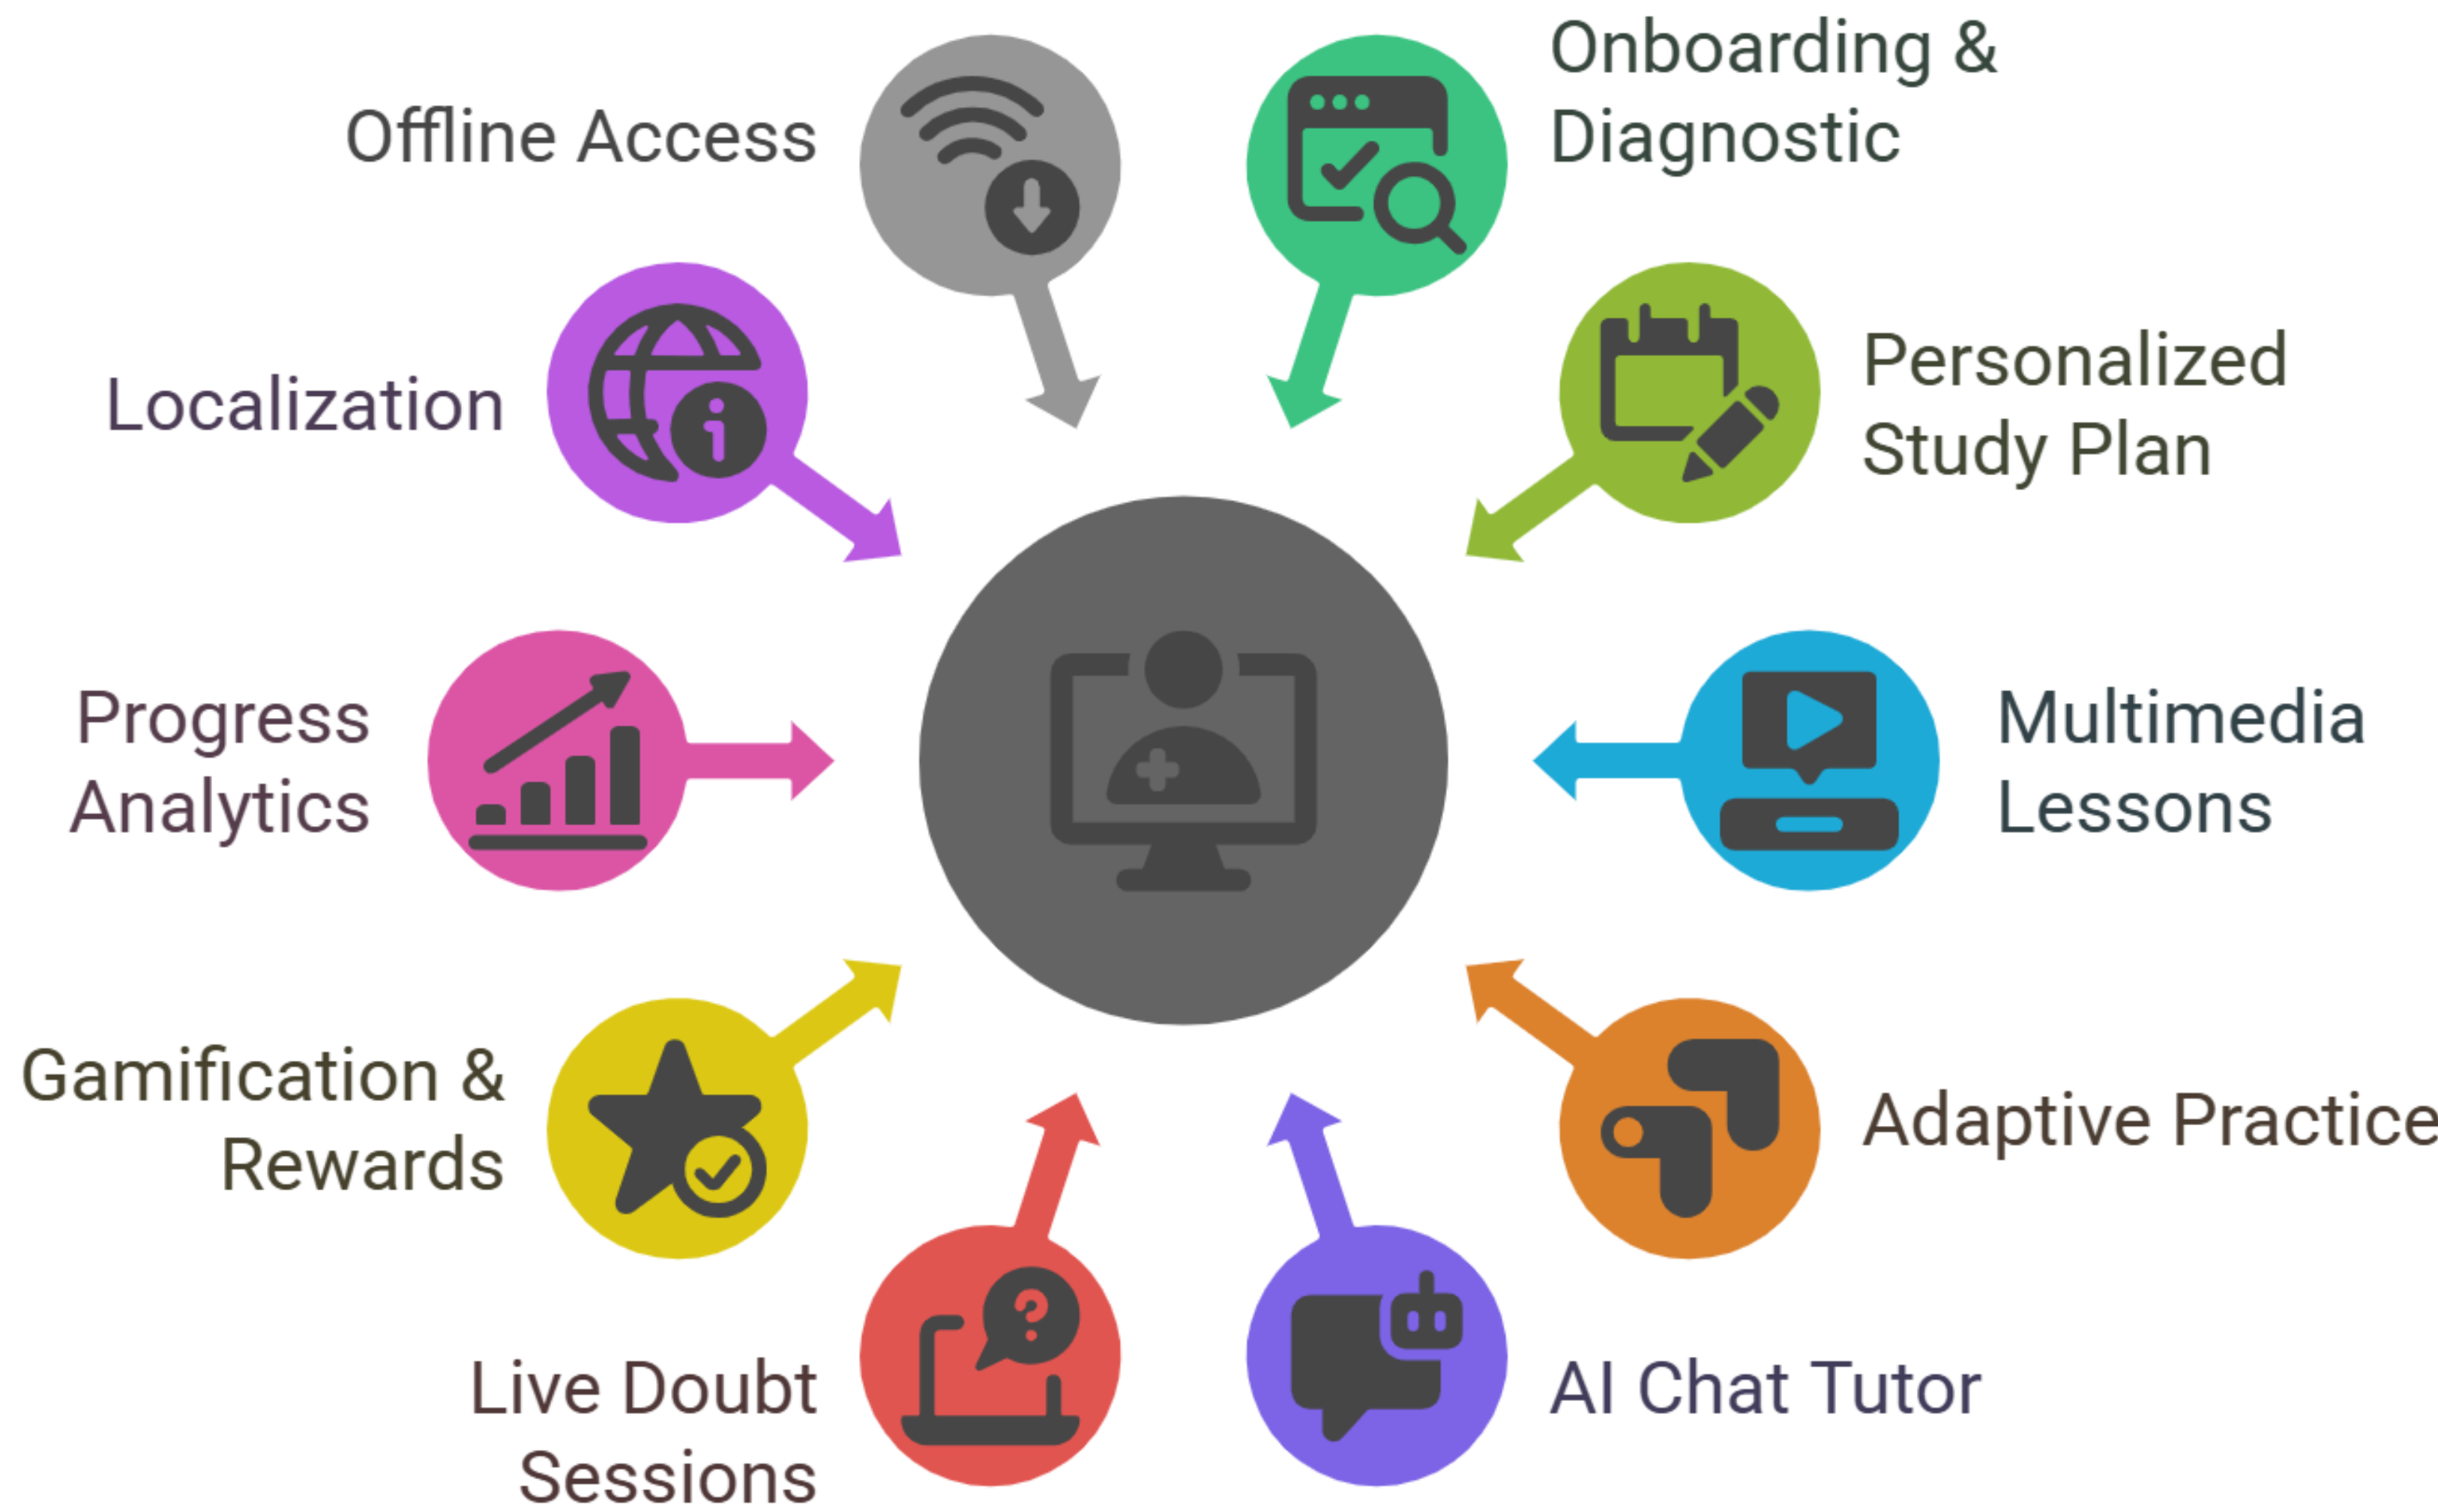 Onboarding &
Diagnostic
Personalized
Study Plan
Multimedia
Lessons
Adaptive Practice
AI Chat Tutor
Live Doubt
Sessions
Gamification &
Rewards
Progress
Analytics
Localization
Offline Access